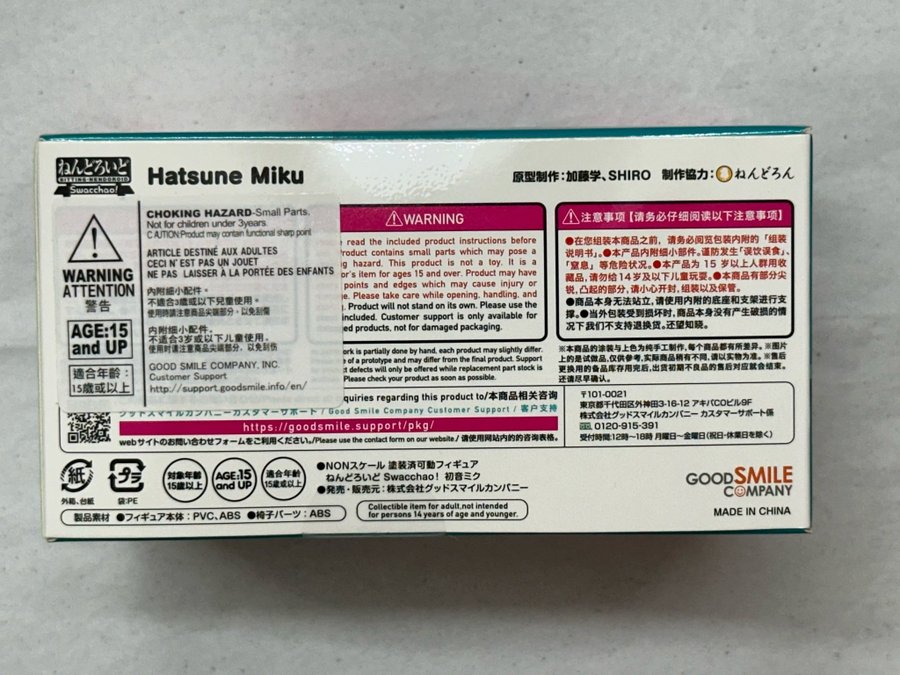 ねんどろいど
SITTING NENDOROID
Swacchao!
Hatsune Miku
原型制作:加藤学、SHIRO 制作協力: ねんどろん
WARNING
ATTENTION
警告
AGE:15
and UP
適合年齡:
15歲或以上
CHOKING HAZARD-Small Parts.
Not for children under 3years.
CAUTION:Product may contain functional sharp point
ARTICLE DESTINÉ AUX ADULTES
CECI N'EST PAS UN JOUET
NE PAS LAISSER À LA PORTÉE DES ENFANTS
內附細小配件。
不適合3歲或以下兒童使用。
使用時請注意商品尖端部分,以免刮傷
内附细小配件。
不适合3岁或以下儿童使用。
使用时请注意商品尖端部分,以免刮伤
GOOD SMILE COMPANY, INC.
Customer Support
http://support.goodsmile.info/en/
WARNING
read the included product instructions before
Product contains small parts which may pose a
hazard. This product is not a toy. It is a
or's item for ages 15 and over. Product may have
points and edges which may cause injury or
. Please take care while opening, handling, and
Product will not stand on its own. Please use the
included. Customer support is only available for
ed products, not for damaged packaging.
work is partially done by hand, each product may slightly differ.
of a prototype and may differ from the final product. Support
t defects will only be offered while replacement part stock is
Please check your product as soon as possible.
注意事项【请务必仔细阅读以下注意事项】
●在您组装本商品之前,请务必阅览包装内附的「组装
说明书」。●本产品内附细小部件。谨防发生「误饮误食」、
「窒息」等危险状况。●本产品为 15 岁以上人群用收
藏品,请勿给14岁及以下儿童玩耍。●本商品有部分尖
锐,凸起的部分,请小心开封,组装以及保管。
●商品本身无法站立,请使用内附的底座和支架进行支
撑。●当外包装受到损坏时,商品本身没有产生破损的情
况下我们不支持退换货。还望知晓。
※本商品的涂装与上色为纯手工制作,每个商品都有所差异。※图片
上的是试做品,仅供参考,实际商品稍有不同,请以实物为准。※售后
更换用的备品库存用完后,出货初期不良品的售后对应就会结束。
还请尽早确认。
quiries regarding this product to/本商品相关咨询
グッドスマイルカンパニーカスタマーサポート / Good Smile Company Customer Support / 客户支持
https://goodsmile.support/pkg/
webサイトのお問い合わせフォームをご利用ください。/Please use the contact form on our website./ 请使用网站内的的咨询表格。
〒101-0021
東京都千代田区外神田3-16-12 アキバCOビル9F
株式会社グッドスマイルカンパニー カスタマーサポート係
0120-915-391
受付時間:12時〜18時 月曜日〜金曜日(祝日・休業日を除く)
紙
外箱、台紙
プラ
袋:PE
対象年齢
15歳以上
AGE:15
and UP
适合年龄
15岁或以上
●NONスケール 塗装済可動フィギュア
ねんどろいど Swacchao! 初音ミク
●発売・販売元:株式会社グッドスマイルカンパニー
製品素材 ●フィギュア本体:PVC、ABS ●椅子パーツ:ABS
Collectible item for adult,not intended
for persons 14 years of age and younger.
GOOD SMILE
COMPANY
MADE IN CHINA